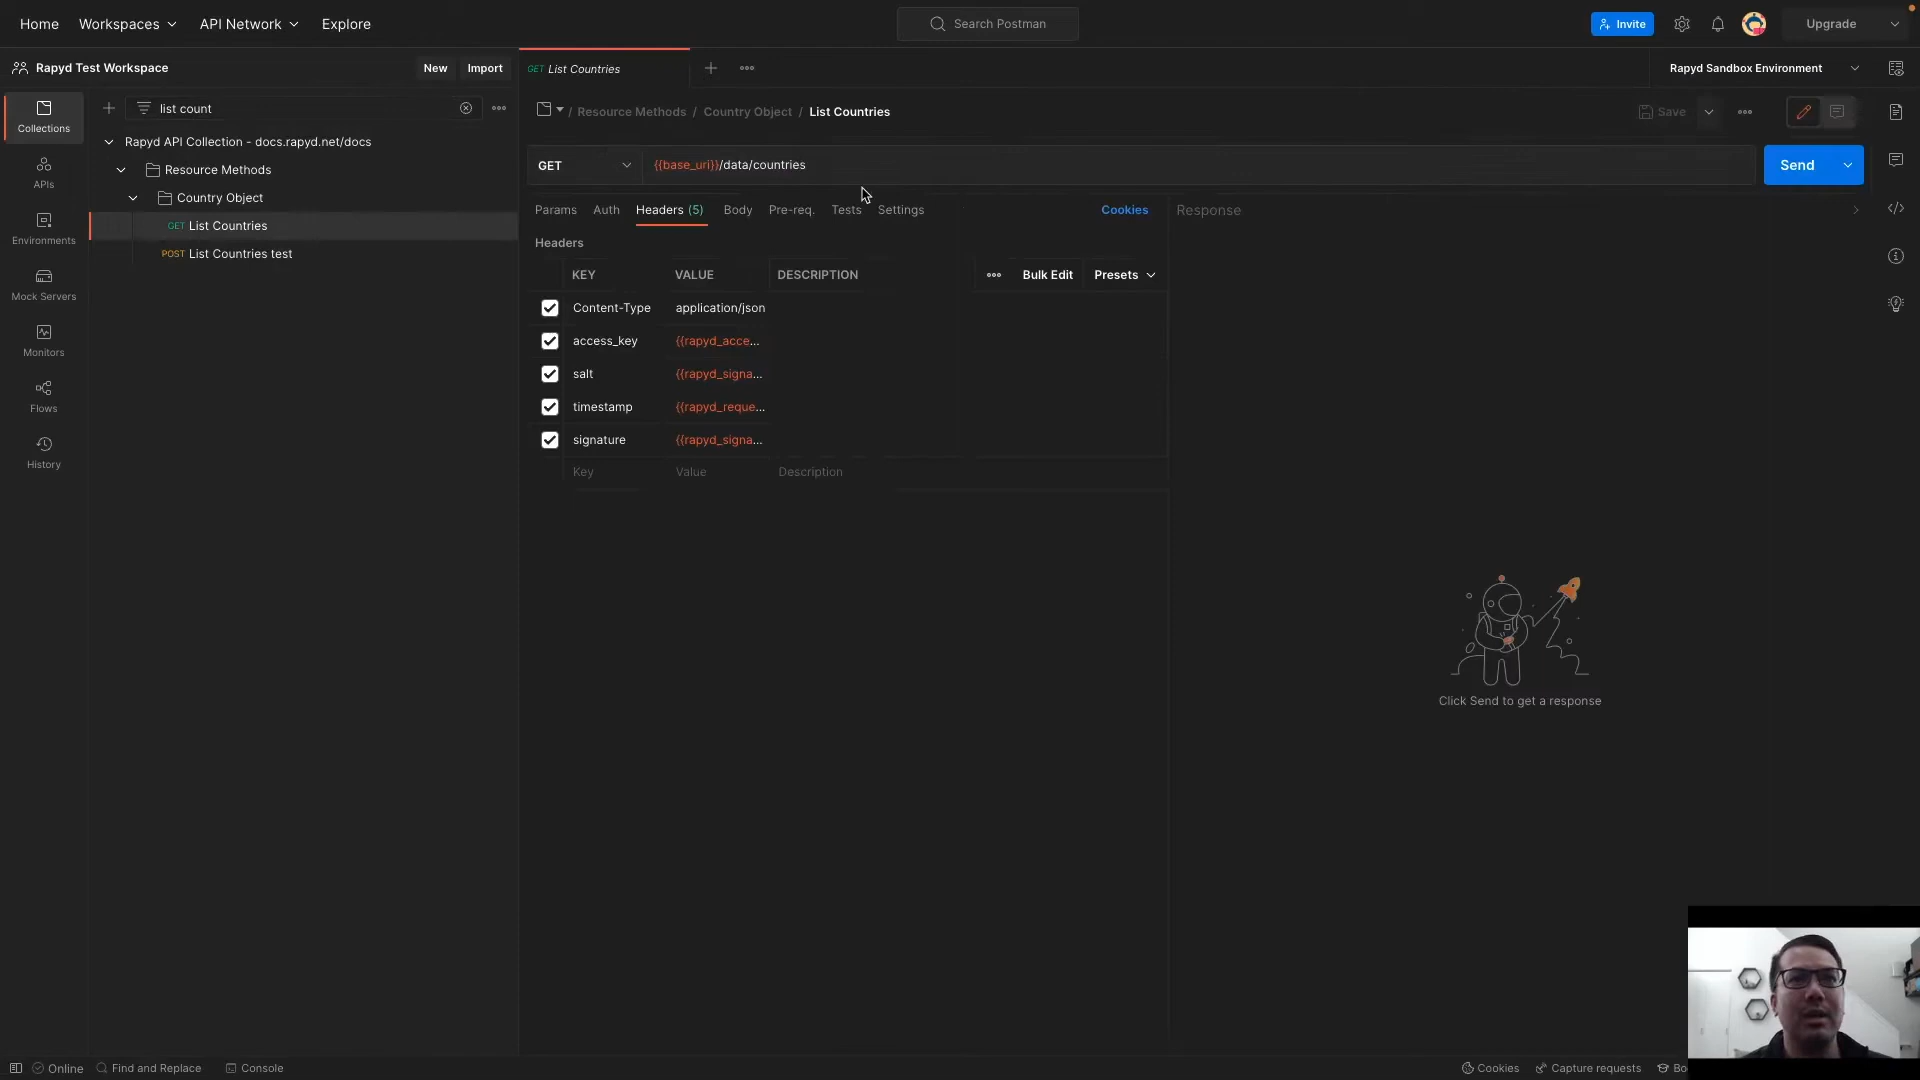 Home Workspaces API Network Explore Search Postman Invite Upgrade
Rapyd Test Workspace New Import GET List Countries Rapyd Sandbox Environment
list count
/ Resource Methods / Country Object / List Countries Save
Collections
Rapyd API Collection - docs.rapyd.net/docs
Resource Methods
Country Object
GET List Countries
POST List Countries test
APIs
Environments
Mock Servers
Monitors
Flows
History
GET {{base_uri}}/data/countries Send
Params Auth Headers (5) Body Pre-req. Tests Settings Cookies Response
Headers
KEY VALUE DESCRIPTION Bulk Edit Presets
Content-Type application/json
access_key {{rapyd_acce...
salt {{rapyd_signa...
timestamp {{rapyd_reque...
signature {{rapyd_signa...
Key Value Description
Click Send to get a response
Online Find and Replace Console Cookies Capture requests Bo